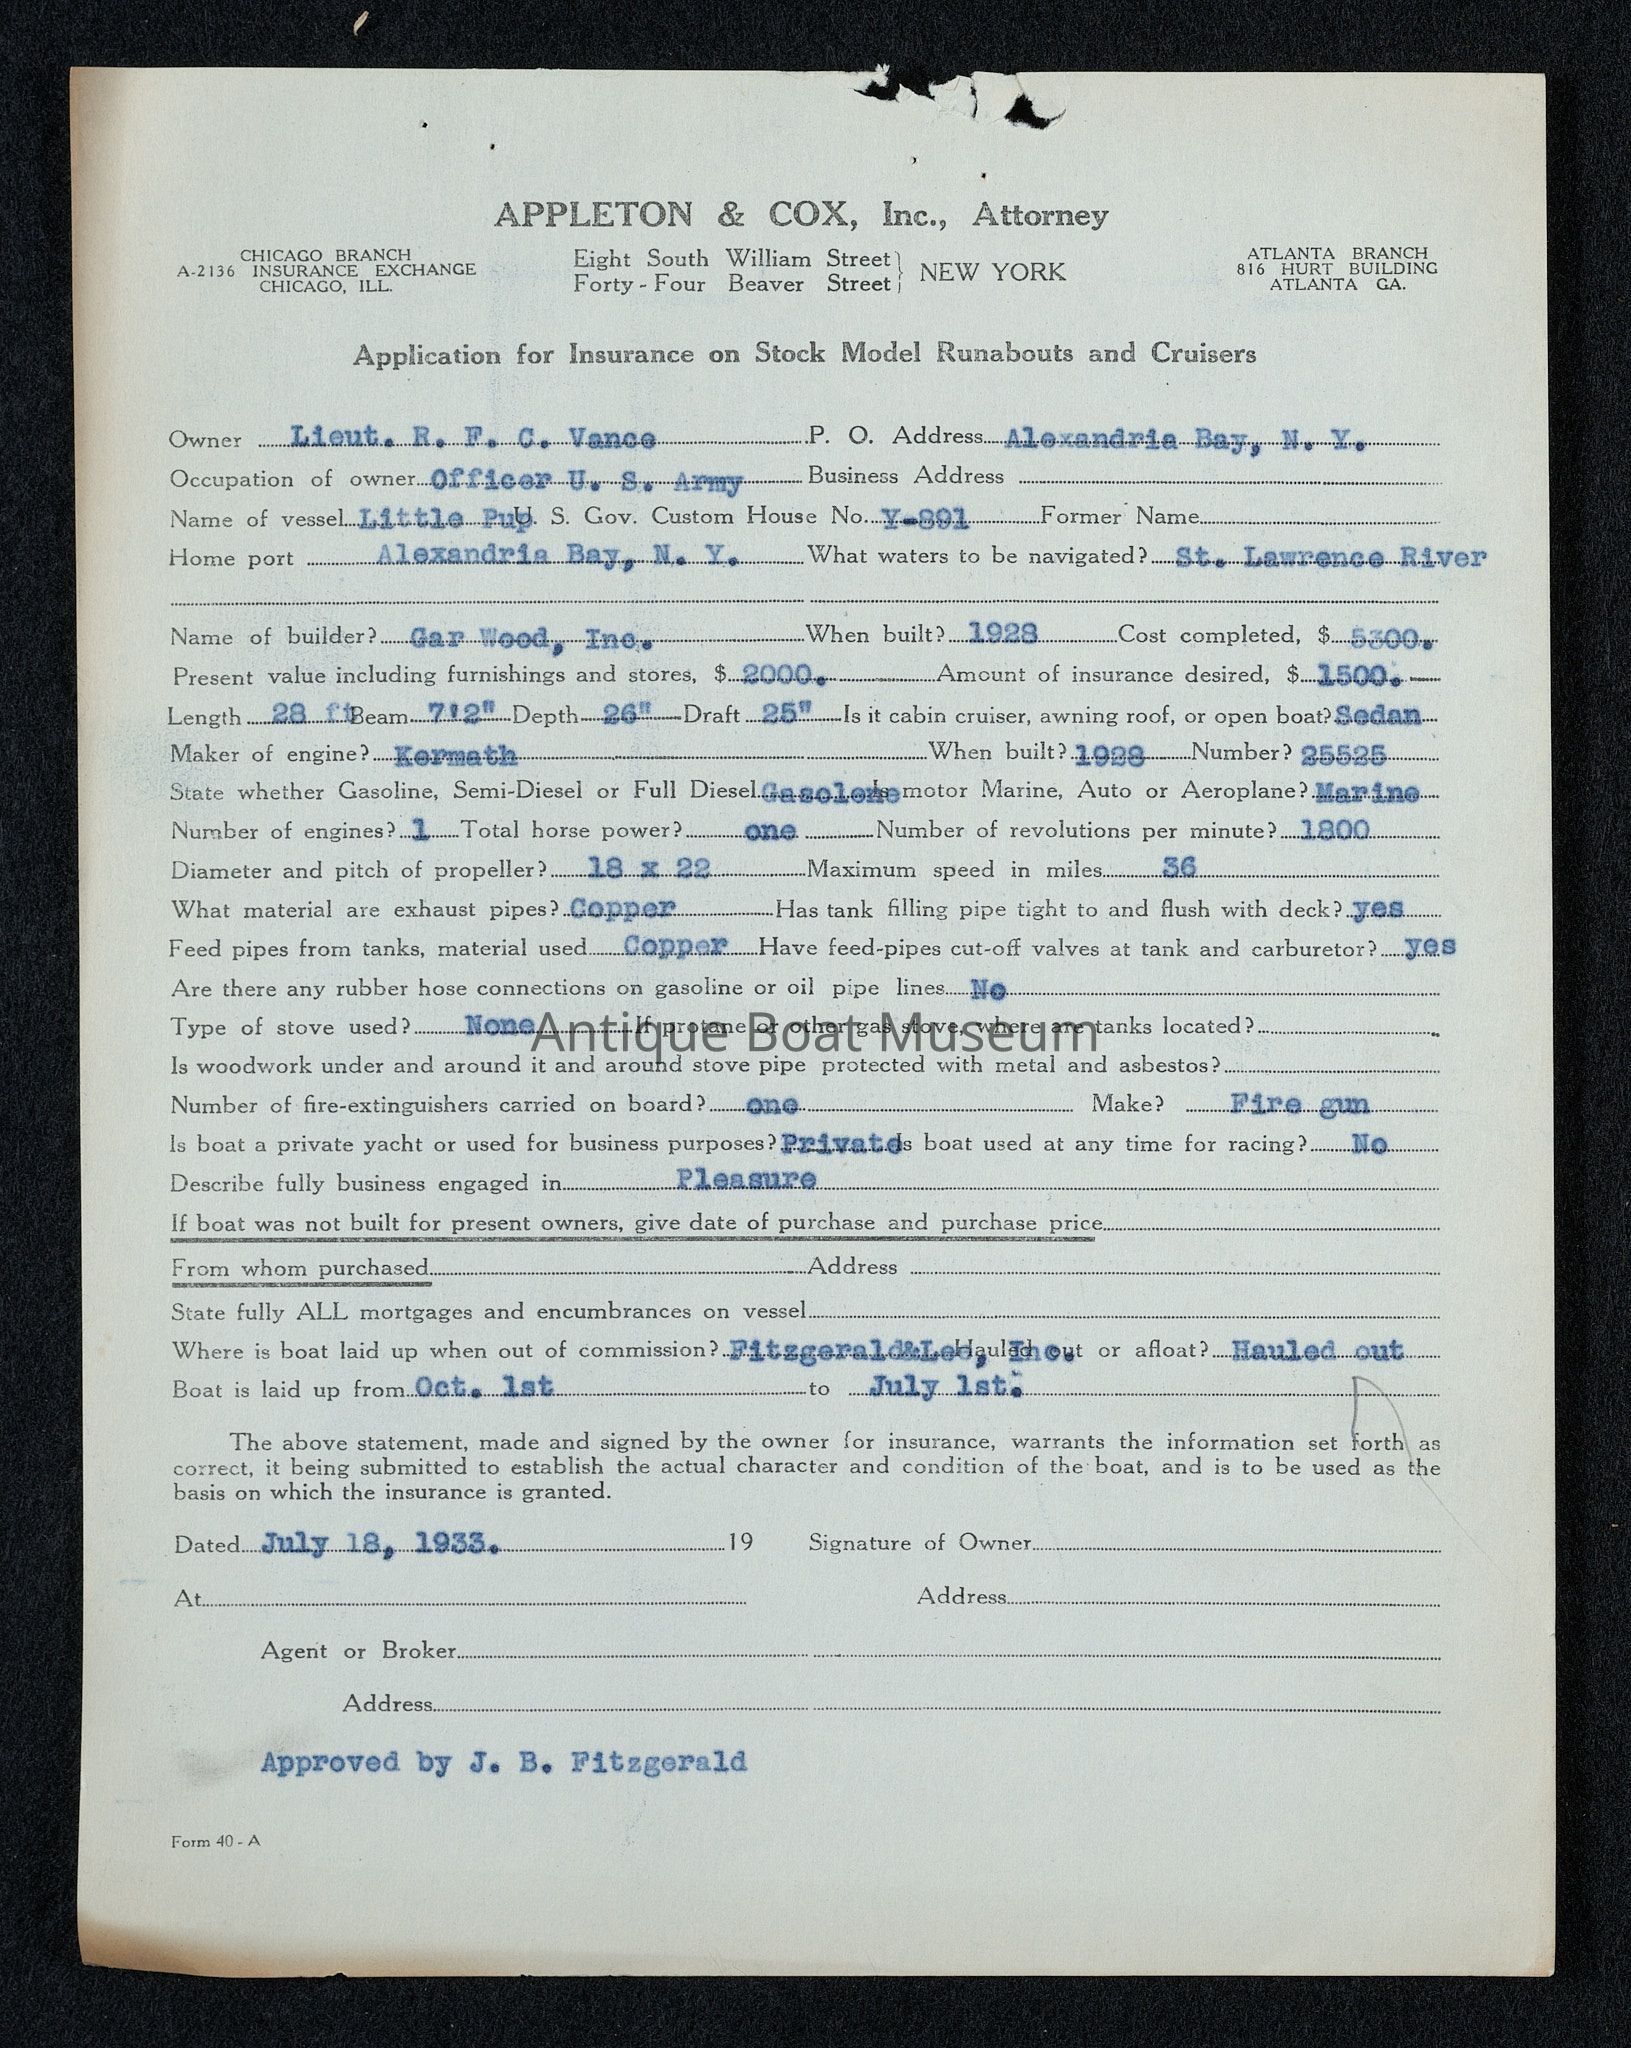 APPLETON & COX, Inc., Attorney
CHICAGO BRANCH
A-2136 INSURANCE EXCHANGE
CHICAGO, ILL.
Eight South William Street
Forty-Four Beaver Street
NEW YORK
ATLANTA BRANCH
816 HURT BUILDING
ATLANTA GA.
Application for Insurance on Stock Model Runabouts and Cruisers
Owner Lieut. R. F. C. Vance P. O. Address Alexandria Bay, N. Y.
Occupation of owner Officer U. S. Army Business Address
Name of vessel Little Pup U. S. Gov. Custom House No. Y-891 Former Name
Home port Alexandria Bay, N. Y. What waters to be navigated? St. Lawrence River
Name of builder? Gar Wood, Inc. When built? 1928 Cost completed, $ 5300.
Present value including furnishings and stores, $ 2000. Amount of insurance desired, $ 1500.
Length 28 ft Beam 7'2" Depth 26" Draft 25" Is it cabin cruiser, awning roof, or open boat? Sedan
Maker of engine? Kermath When built? 1928 Number? 25525
State whether Gasoline, Semi-Diesel or Full Diesel Gasolene Is motor Marine, Auto or Aeroplane? Marine
Number of engines? 1 Total horse power? one Number of revolutions per minute? 1800
Diameter and pitch of propeller? 18 x 22 Maximum speed in miles 36
What material are exhaust pipes? Copper Has tank filling pipe tight to and flush with deck? yes
Feed pipes from tanks, material used Copper Have feed-pipes cut-off valves at tank and carburetor? yes
Are there any rubber hose connections on gasoline or oil pipe lines No
Type of stove used? None If protane or other gas stove, where are tanks located?
Antique Boat Museum
Is woodwork under and around it and around stove pipe protected with metal and asbestos?
Number of fire-extinguishers carried on board? one Make? Fire gun
Is boat a private yacht or used for business purposes? Private Is boat used at any time for racing? No
Describe fully business engaged in Pleasure
If boat was not built for present owners, give date of purchase and purchase price
From whom purchased Address
State fully ALL mortgages and encumbrances on vessel
Where is boat laid up when out of commission? Fitzgerald&Lee, Inc. Hauled out or afloat? Hauled out
Boat is laid up from Oct. 1st to July 1st.
The above statement, made and signed by the owner for insurance, warrants the information set forth as
correct, it being submitted to establish the actual character and condition of the boat, and is to be used as the
basis on which the insurance is granted.
Dated July 18, 1933. 19 Signature of Owner
At Address
Agent or Broker
Address
Approved by J. B. Fitzgerald
Form 40-A